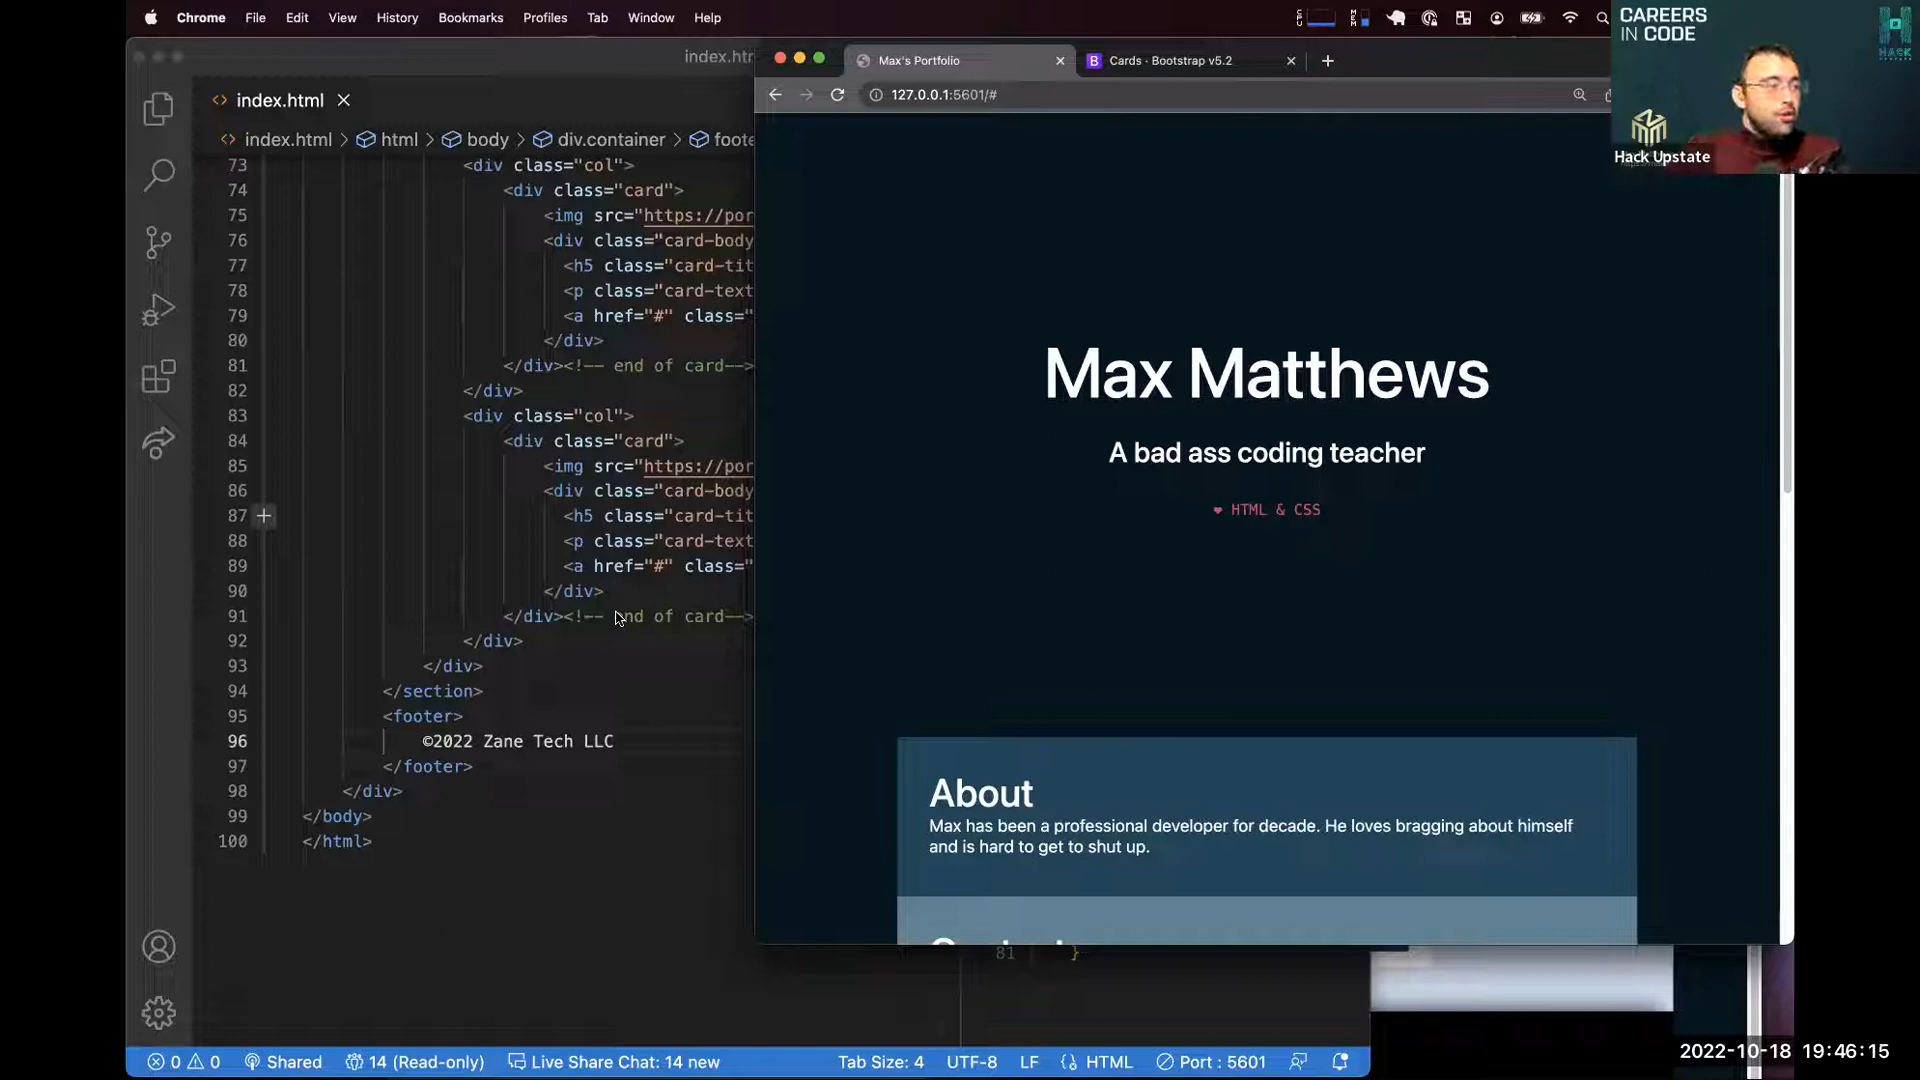 Chrome File Edit View History Bookmarks Profiles Tab Window Help
CAREERS
IN CODE
HACK
Hack Upstate
index.htm
Max's Portfolio
B Cards · Bootstrap v5.2
127.0.0.1:5601/#
index.html
index.html > html > body > div.container > foote
73 <div class="col">
74 <div class="card">
75 <img src="https://por
76 <div class="card-body
77 <h5 class="card-tit
78 <p class="card-text
79 <a href="#" class="
80 </div>
81 </div><!-- end of card-->
82 </div>
83 <div class="col">
84 <div class="card">
85 <img src="https://por
86 <div class="card-body
87 <h5 class="card-tit
88 <p class="card-text
89 <a href="#" class="
90 </div>
91 </div><!-- end of card-->
92 </div>
93 </div>
94 </section>
95 <footer>
96 ©2022 Zane Tech LLC
97 </footer>
98 </div>
99 </body>
100 </html>
Max Matthews
A bad ass coding teacher
❤ HTML & CSS
About
Max has been a professional developer for decade. He loves bragging about himself
and is hard to get to shut up.
81 }
0 0 Shared 14 (Read-only) Live Share Chat: 14 new Tab Size: 4 UTF-8 LF {} HTML Port : 5601
2022-10-18 19:46:15